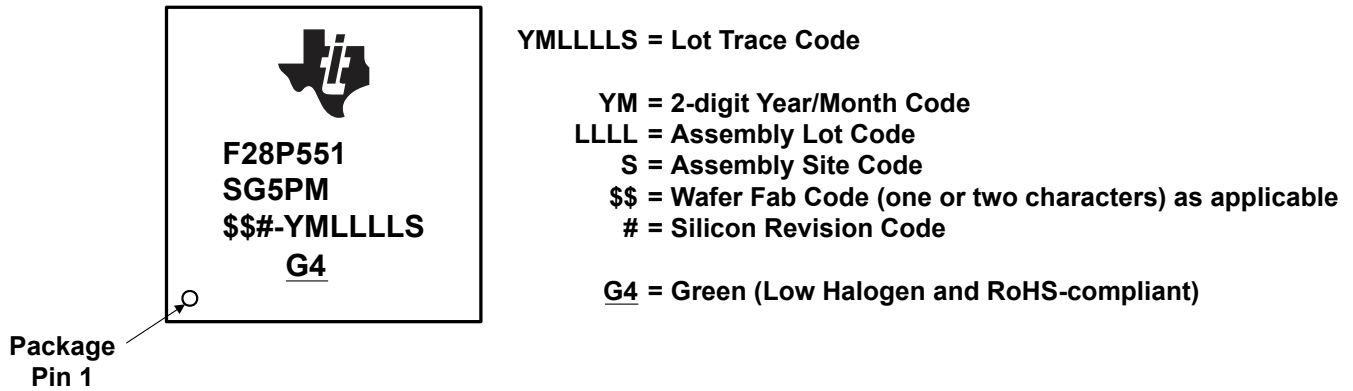 F28P551
SG5PM
$$#-YMLLLLS
G4
Package
Pin 1
YMLLLLS = Lot Trace Code
YM = 2-digit Year/Month Code
LLLL = Assembly Lot Code
S = Assembly Site Code
$$ = Wafer Fab Code (one or two characters) as applicable
# = Silicon Revision Code
G4 = Green (Low Halogen and RoHS-compliant)